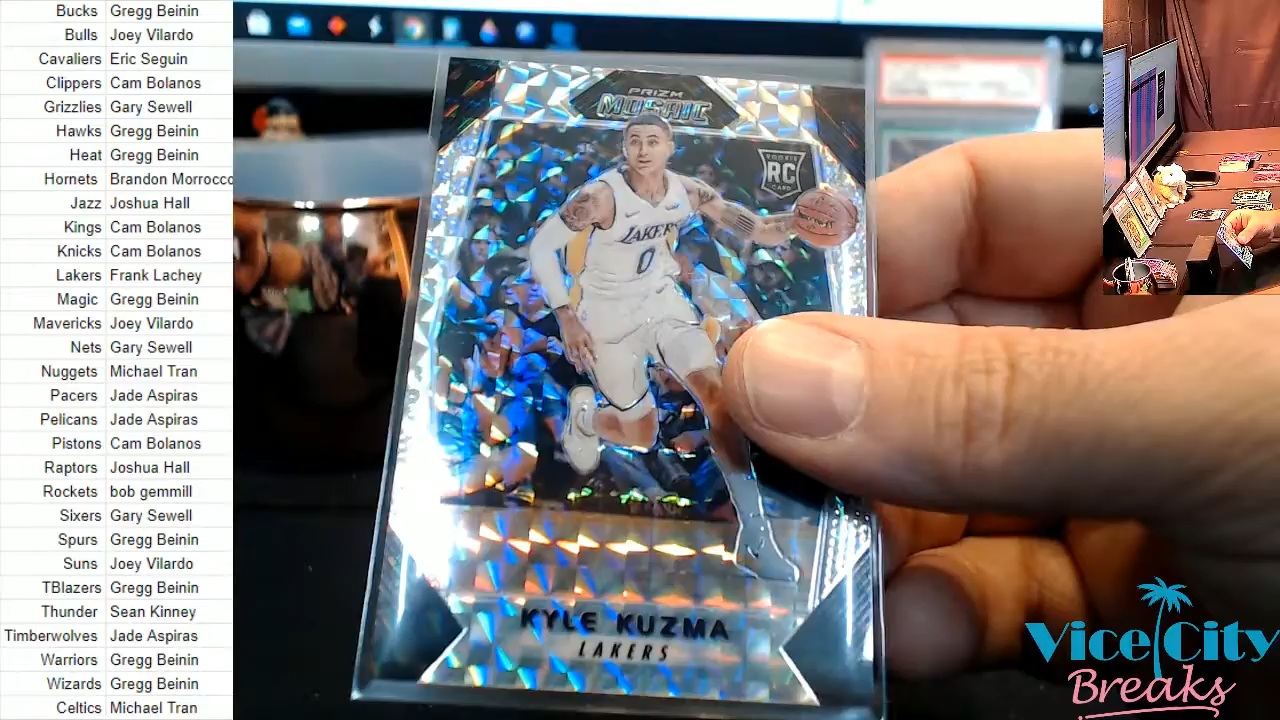 Bucks Gregg Beinin
Bulls Joey Vilardo
Cavaliers Eric Seguin
Clippers Cam Bolanos
Grizzlies Gary Sewell
Hawks Gregg Beinin
Heat Gregg Beinin
Hornets Brandon Morrocco
Jazz Joshua Hall
Kings Cam Bolanos
Knicks Cam Bolanos
Lakers Frank Lachey
Magic Gregg Beinin
Mavericks Joey Vilardo
Nets Gary Sewell
Nuggets Michael Tran
Pacers Jade Aspiras
Pelicans Jade Aspiras
Pistons Cam Bolanos
Raptors Joshua Hall
Rockets bob gemmill
Sixers Gary Sewell
Spurs Gregg Beinin
Suns Joey Vilardo
TBlazers Gregg Beinin
Thunder Sean Kinney
Timberwolves Jade Aspiras
Warriors Gregg Beinin
Wizards Gregg Beinin
Celtics Michael Tran
PRIZM
MOSAIC
ROOKIE
RC
CARD
LAKERS
0
KYLE KUZMA
LAKERS
Vice City
Breaks